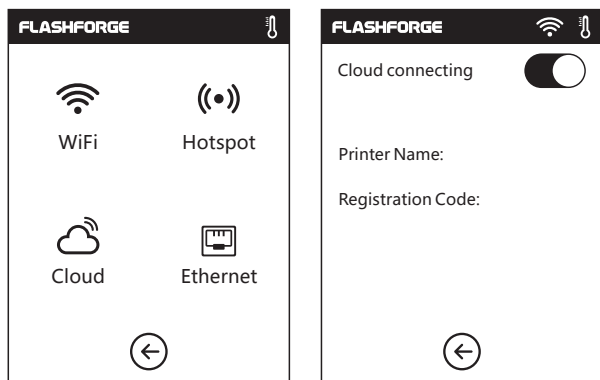 FLASHFORGE
WiFi Hotspot
Cloud Ethernet
FLASHFORGE
Cloud connecting
Printer Name:
Registration Code: